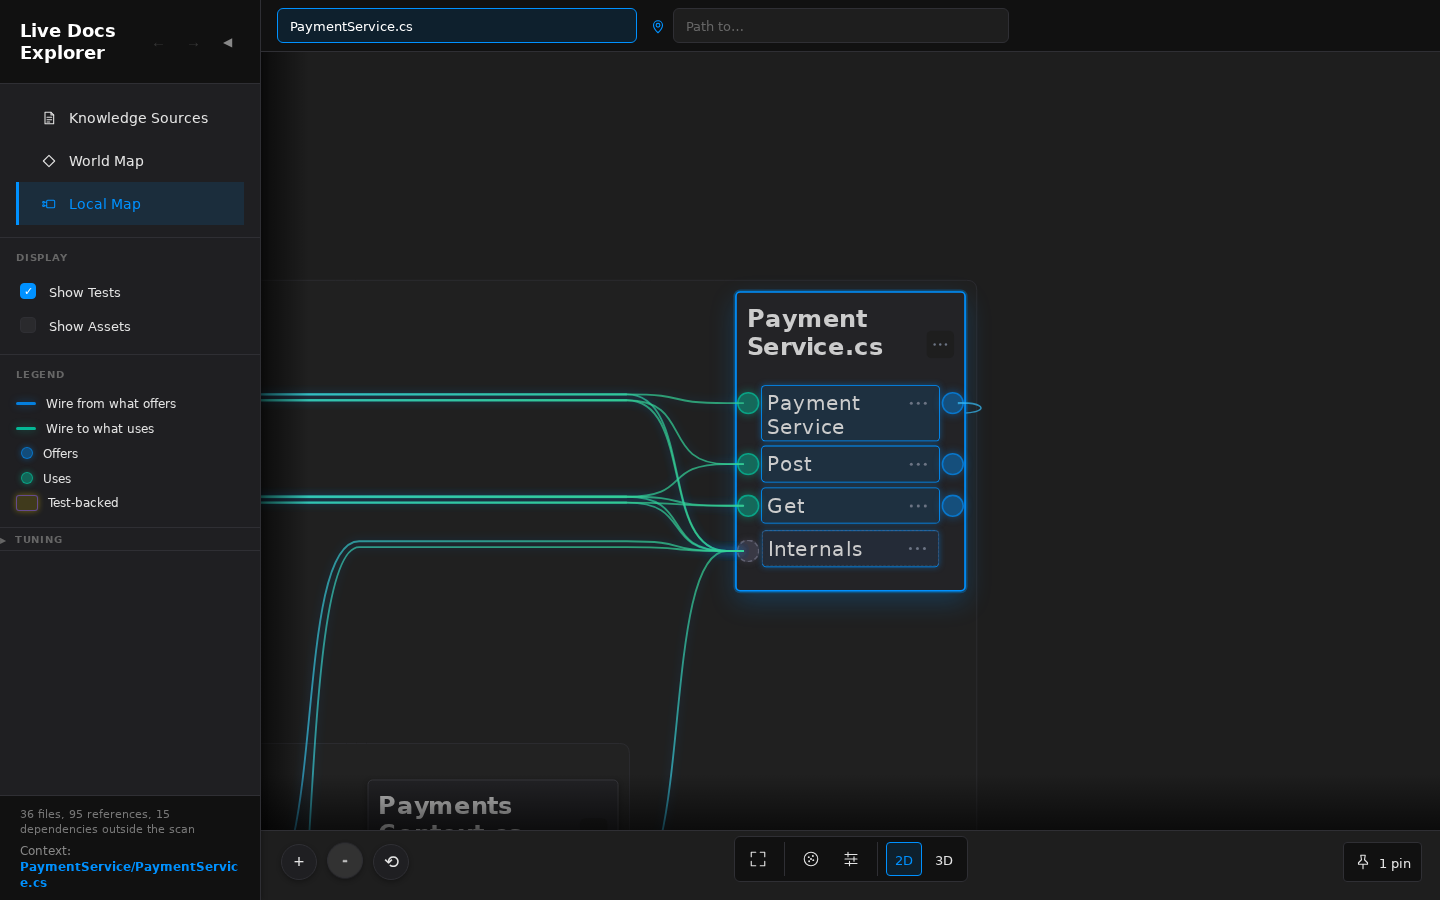 Live Docs
Explorer
PaymentService.cs
Path to...
Knowledge Sources
World Map
Local Map
DISPLAY
Show Tests
Show Assets
LEGEND
Wire from what offers
Wire to what uses
Offers
Uses
Test-backed
TUNING
36 files, 95 references, 15
dependencies outside the scan
Context:
PaymentService/PaymentServic
e.cs
Payment
Service.cs
Payment
Service
Post
Get
Internals
Payments
Context.cs
2D
3D
1 pin